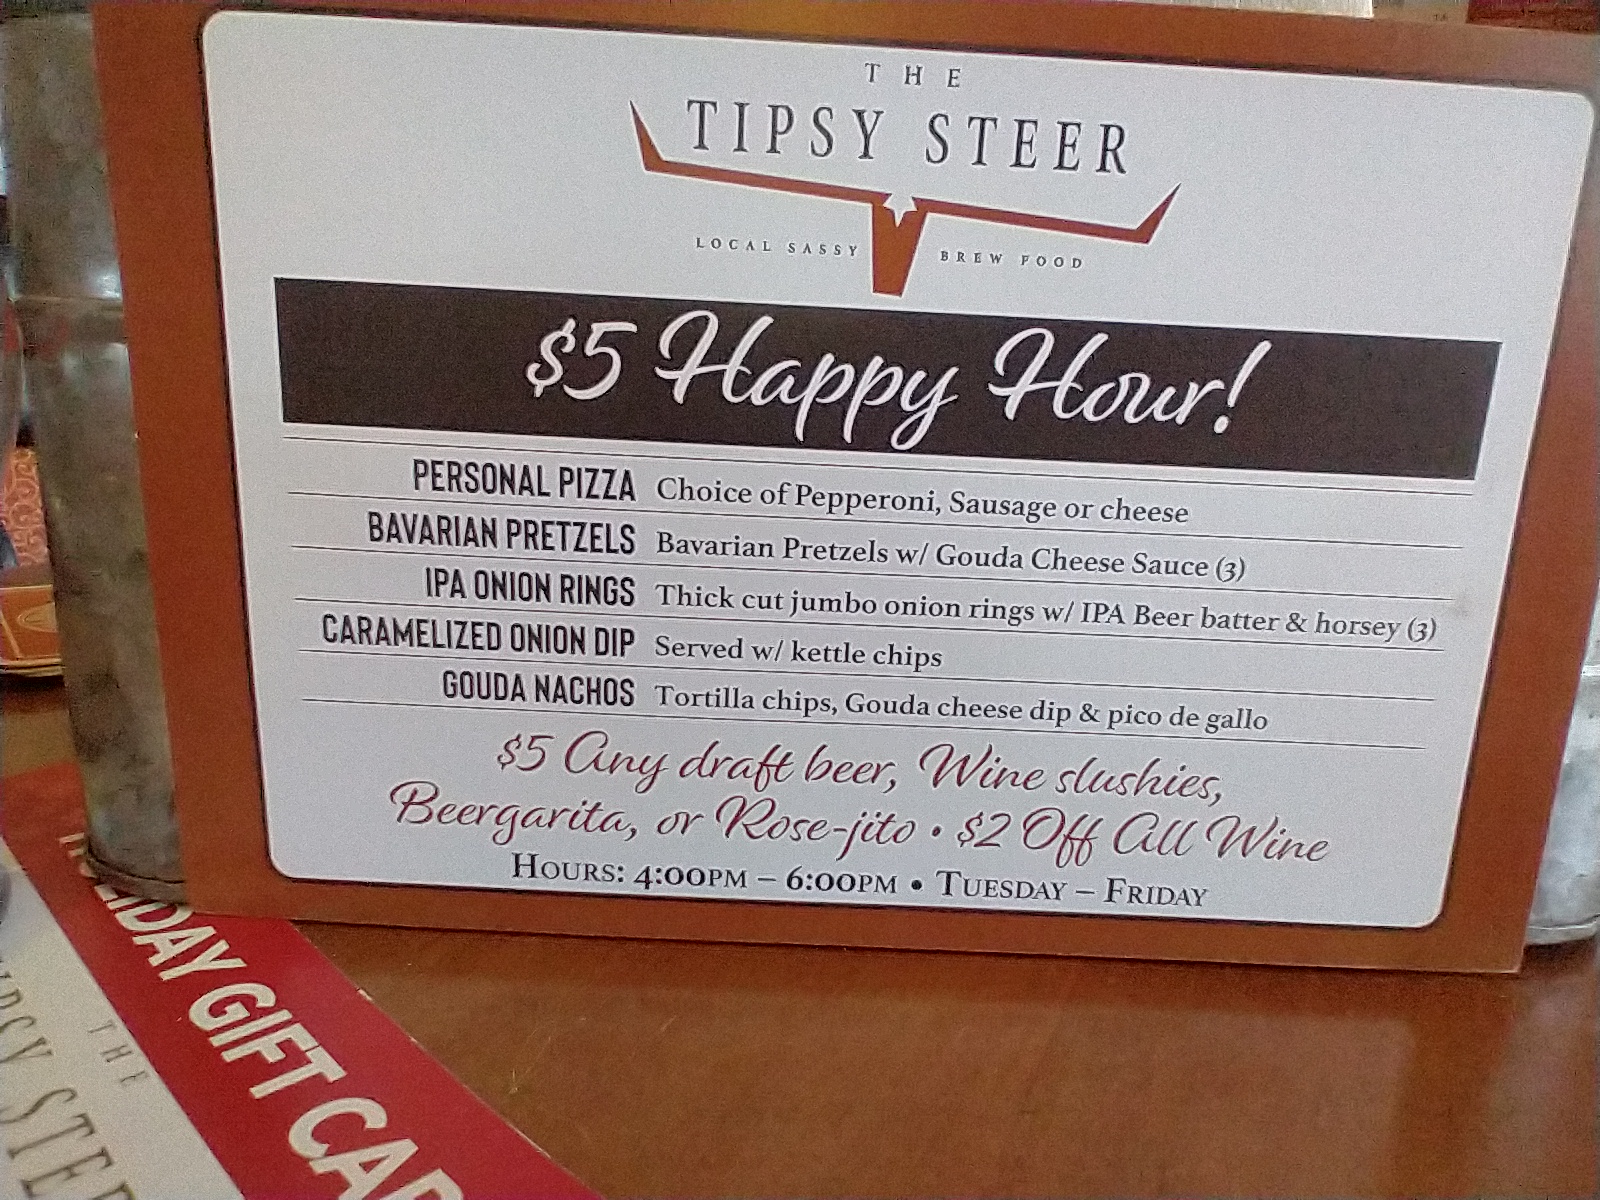 THE
TIPSY STEER
LOCAL SASSY BREW FOOD
$5 Happy Hour!
PERSONAL PIZZA Choice of Pepperoni, Sausage or cheese
BAVARIAN PRETZELS Bavarian Pretzels w/ Gouda Cheese Sauce (3)
IPA ONION RINGS Thick cut jumbo onion rings w/ IPA Beer batter & horsey (3)
CARAMELIZED ONION DIP Served w/ kettle chips
GOUDA NACHOS Tortilla chips, Gouda cheese dip & pico de gallo
$5 Any draft beer, Wine slushies,
Beergarita, or Rose-jito • $2 Off All Wine
HOURS: 4:00PM – 6:00PM • TUESDAY – FRIDAY
HOLIDAY GIFT CAR
THE
PSY STEER